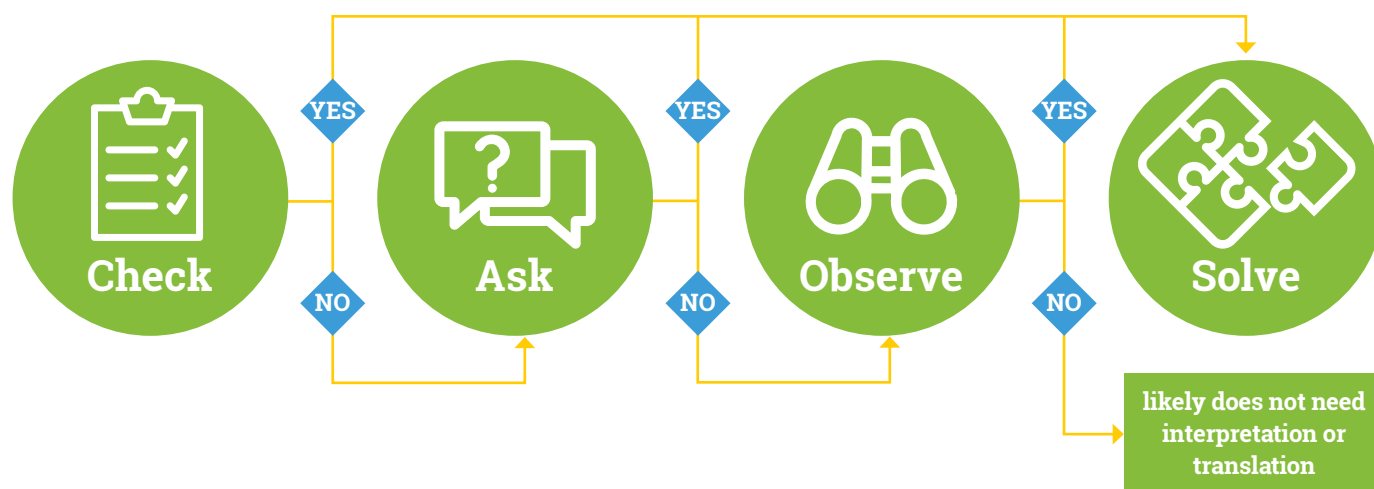 YES
YES
YES
Check
Ask
Observe
Solve
NO
NO
NO
likely does not need
interpretation or
translation